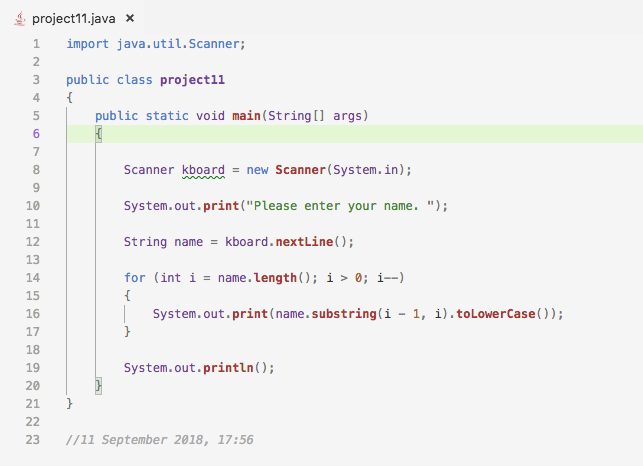 project11.java ×
1 import java.util.Scanner;
2
3 public class project11
4 {
5     public static void main(String[] args)
6     {
7
8         Scanner kboard = new Scanner(System.in);
9
10         System.out.print("Please enter your name. ");
11
12         String name = kboard.nextLine();
13
14         for (int i = name.length(); i > 0; i--)
15         {
16             System.out.print(name.substring(i - 1, i).toLowerCase());
17         }
18
19         System.out.println();
20     }
21 }
22
23 //11 September 2018, 17:56